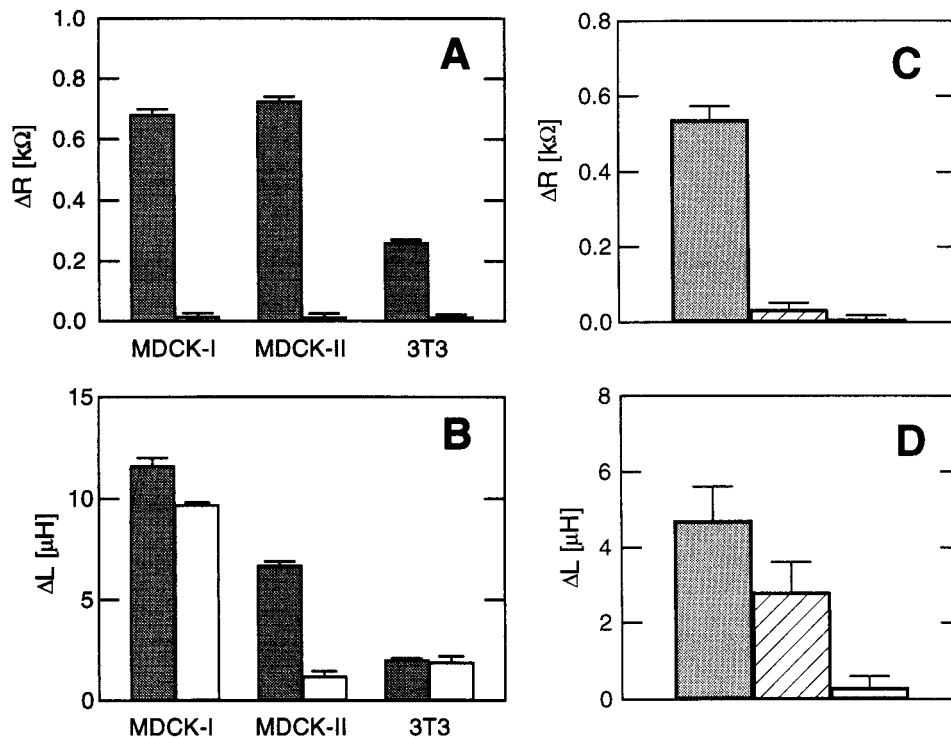 A
ΔR [kΩ]
1.0
0.8
0.6
0.4
0.2
0.0
MDCK-I MDCK-II 3T3
B
ΔL [μH]
15
10
5
0
MDCK-I MDCK-II 3T3
C
ΔR [kΩ]
0.8
0.6
0.4
0.2
0.0
D
ΔL [μH]
8
6
4
2
0